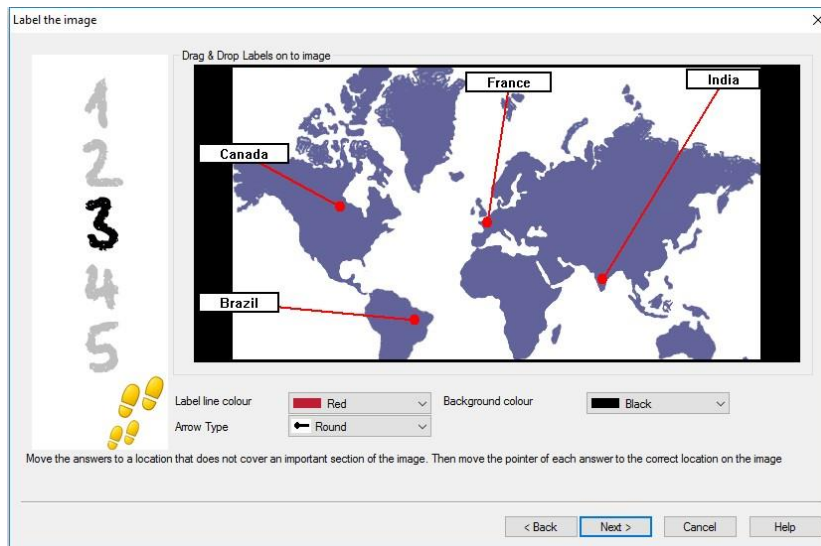 Label the image
1
2
3
4
5
Drag & Drop Labels on to image
France
India
Canada
Brazil
Label line colour
Red
Background colour
Black
Arrow Type
Round
Move the answers to a location that does not cover an important section of the image. Then move the pointer of each answer to the correct location on the image
< Back
Next >
Cancel
Help